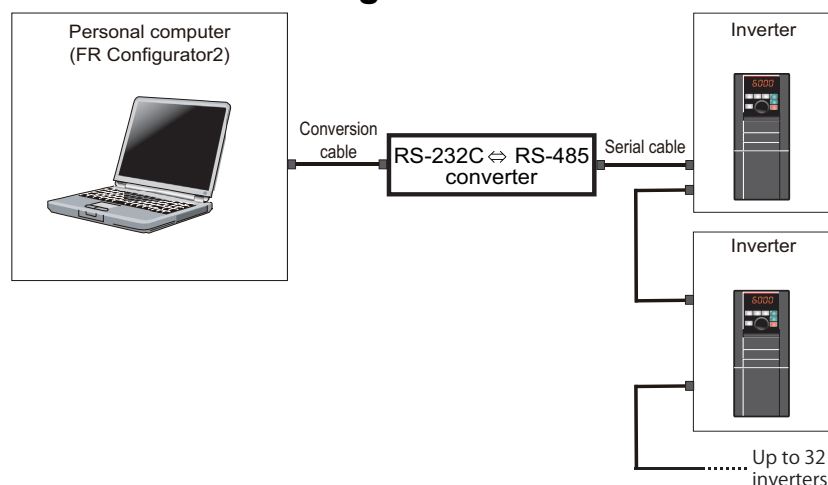 Personal computer
(FR Configurator2)
Conversion
cable
RS-232C ⇔ RS-485
converter
Serial cable
Inverter
6000
Inverter
6000
Up to 32
inverters